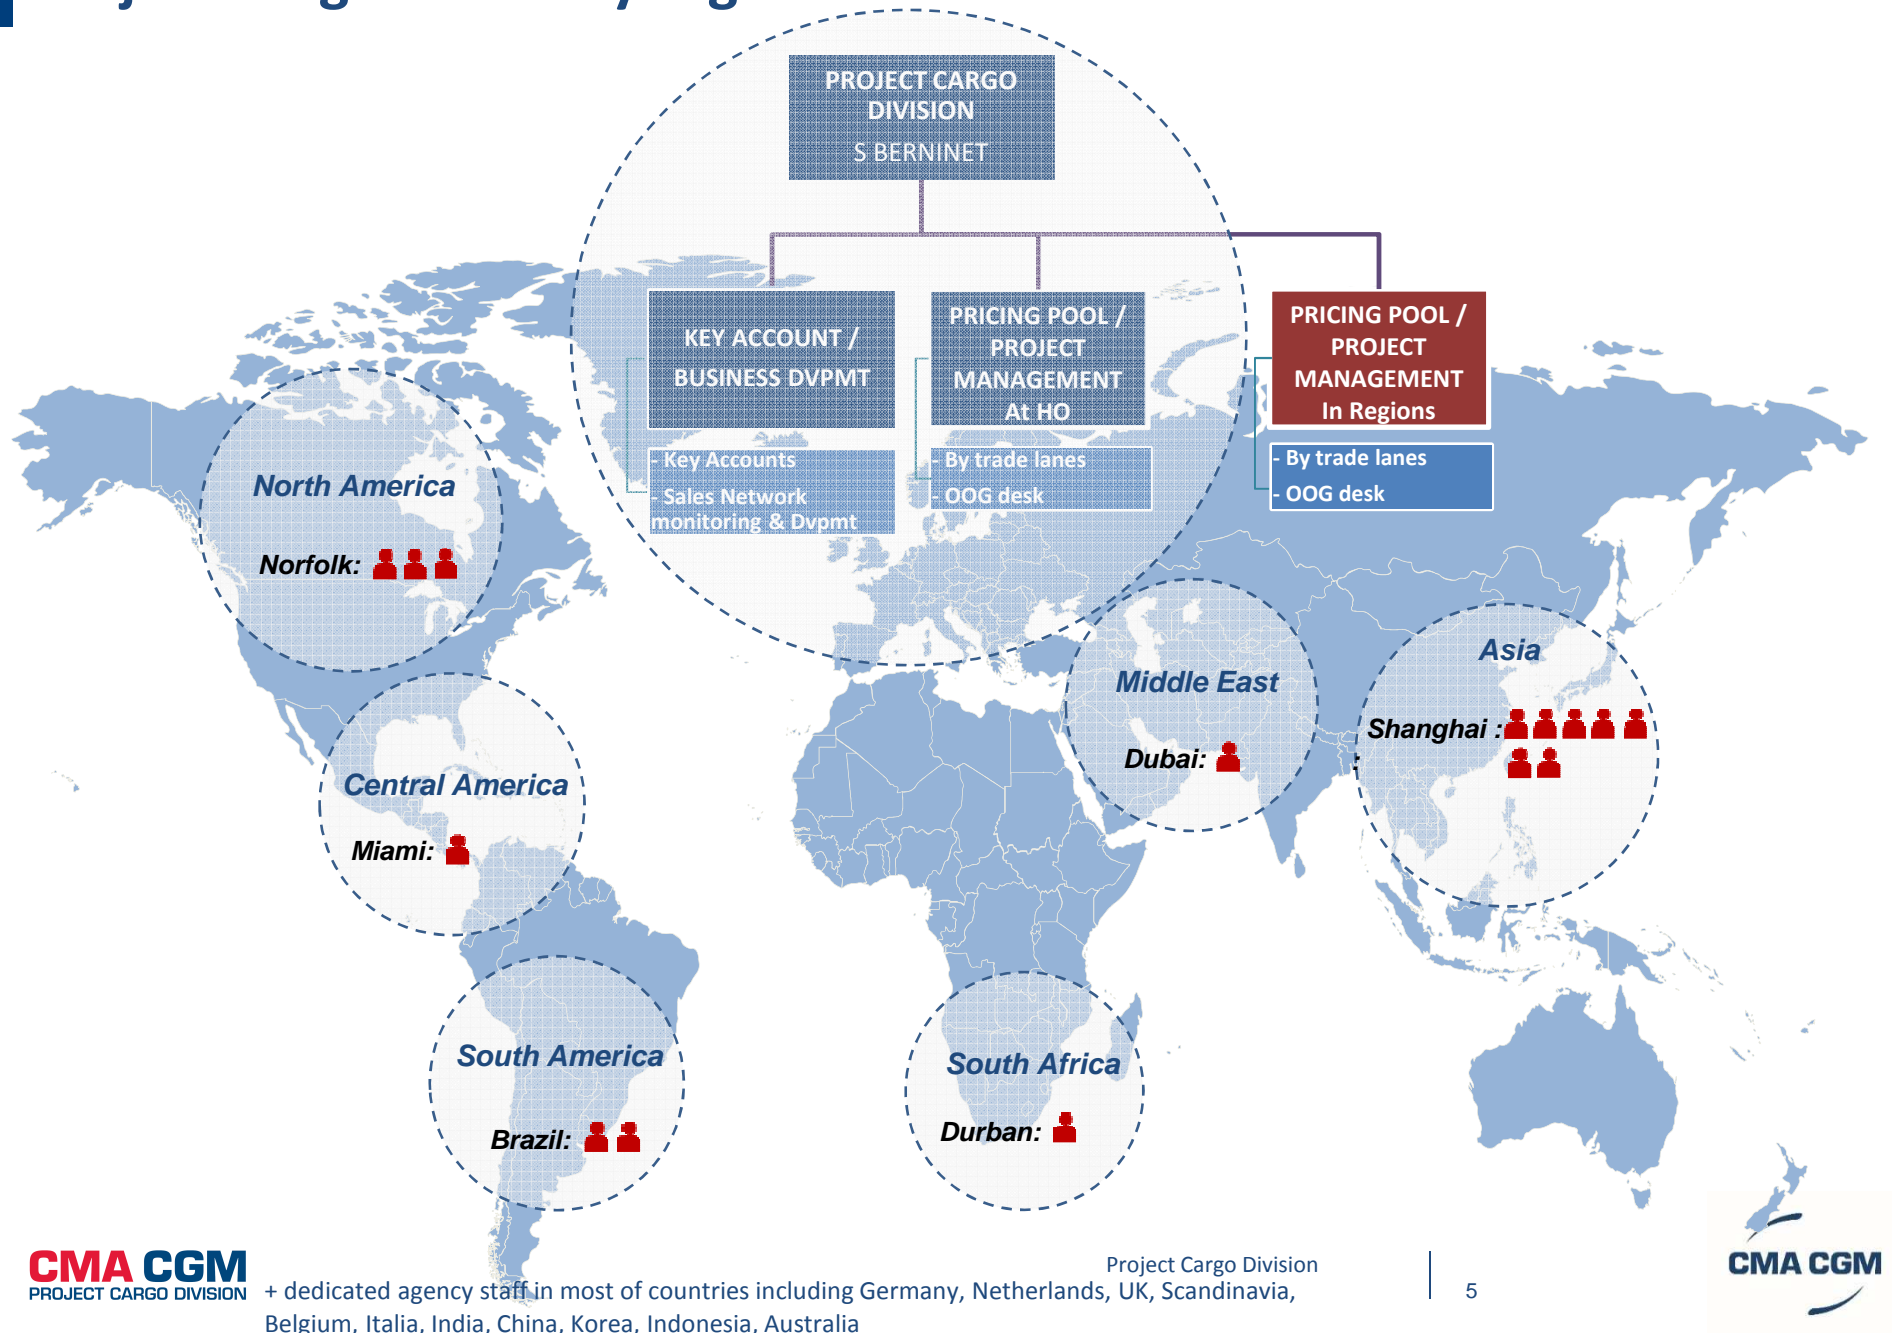 PROJECT CARGO
DIVISION
S BERNINET
KEY ACCOUNT /
BUSINESS DVPMT
- Key Accounts
- Sales Network
monitoring & Dvpmt
PRICING POOL /
PROJECT
MANAGEMENT
At HO
- By trade lanes
- OOG desk
PRICING POOL /
PROJECT
MANAGEMENT
In Regions
- By trade lanes
- OOG desk
North America
Norfolk:
Central America
Miami:
South America
Brazil:
South Africa
Durban:
Middle East
Dubai:
Asia
Shanghai :
:
CMA CGM
PROJECT CARGO DIVISION
Project Cargo Division
+ dedicated agency staff in most of countries including Germany, Netherlands, UK, Scandinavia,
Belgium, Italia, India, China, Korea, Indonesia, Australia
5
CMA CGM